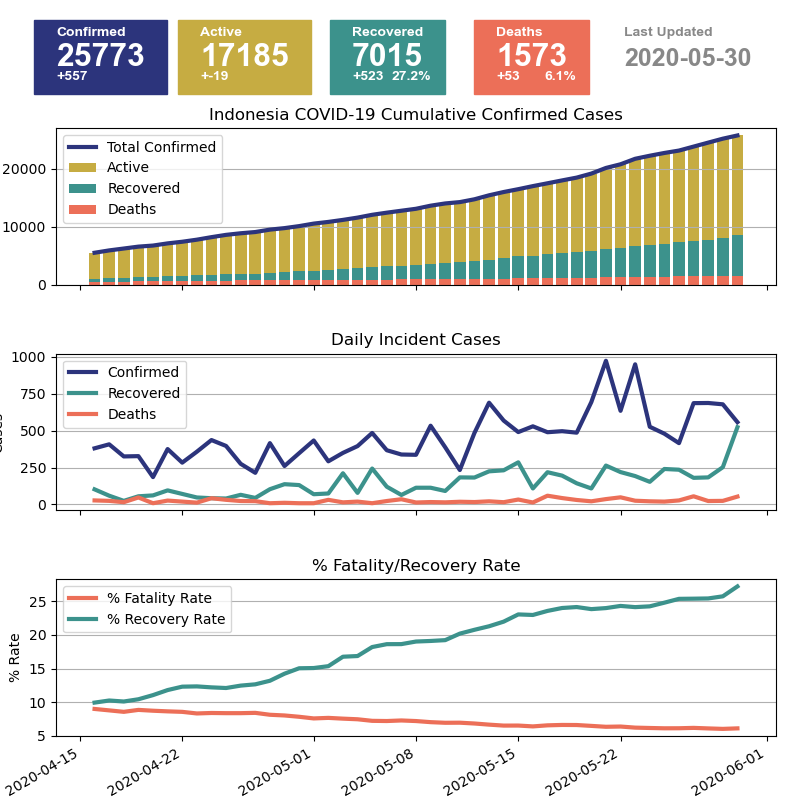 Confirmed
25773
+557
Active
17185
+-19
Recovered
7015
+523 27.2%
Deaths
1573
+53 6.1%
Last Updated
2020-05-30
Indonesia COVID-19 Cumulative Confirmed Cases
Total Confirmed
Active
Recovered
Deaths
20000
10000
0
Daily Incident Cases
Confirmed
Recovered
Deaths
1000
750
500
250
0
Cases
% Fatality/Recovery Rate
% Fatality Rate
% Recovery Rate
25
20
15
10
5
% Rate
2020-04-15
2020-04-22
2020-05-01
2020-05-08
2020-05-15
2020-05-22
2020-06-01